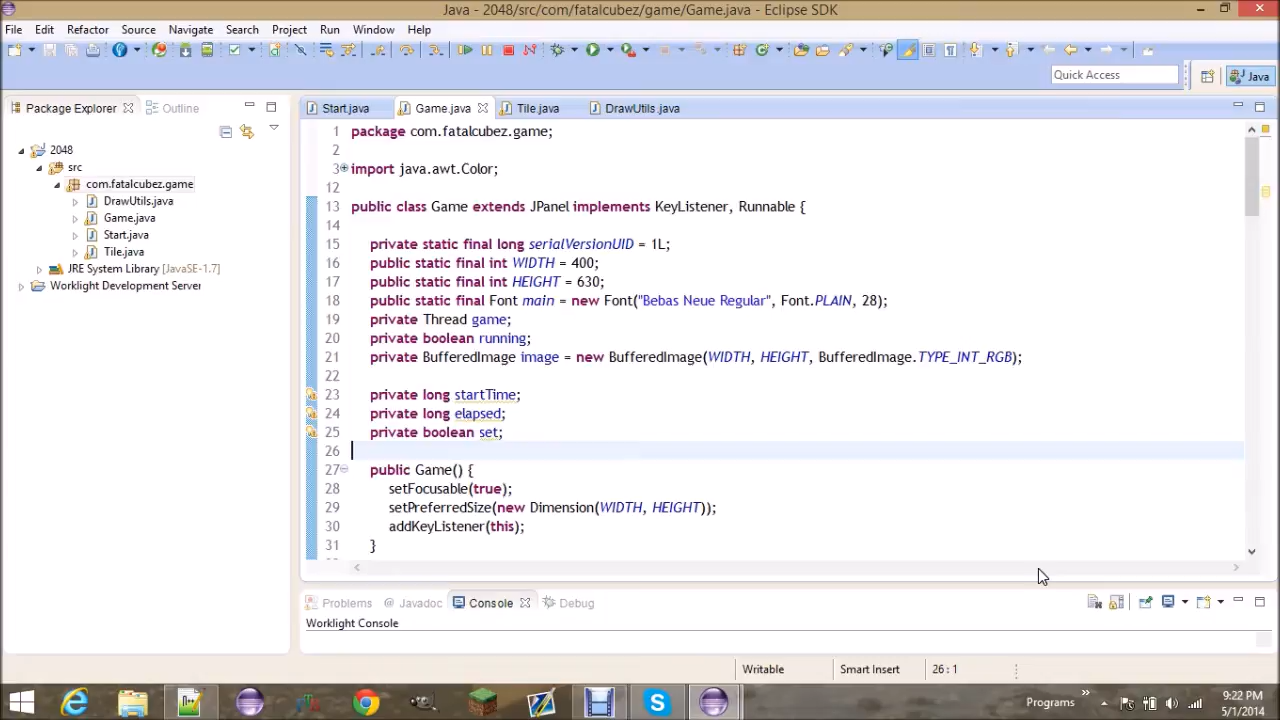 Java - 2048/src/com/fatalcubez/game/Game.java - Eclipse SDK
File Edit Refactor Source Navigate Search Project Run Window Help
Quick Access
Java
Package Explorer
Outline
2048
src
com.fatalcubez.game
DrawUtils.java
Game.java
Start.java
Tile.java
JRE System Library [JavaSE-1.7]
Worklight Development Server
Start.java Game.java Tile.java DrawUtils.java
1 package com.fatalcubez.game;
2
3 import java.awt.Color;
12
13 public class Game extends JPanel implements KeyListener, Runnable {
14
15 private static final long serialVersionUID = 1L;
16 public static final int WIDTH = 400;
17 public static final int HEIGHT = 630;
18 public static final Font main = new Font("Bebas Neue Regular", Font.PLAIN, 28);
19 private Thread game;
20 private boolean running;
21 private BufferedImage image = new BufferedImage(WIDTH, HEIGHT, BufferedImage.TYPE_INT_RGB);
22
23 private long startTime;
24 private long elapsed;
25 private boolean set;
26
27 public Game() {
28 setFocusable(true);
29 setPreferredSize(new Dimension(WIDTH, HEIGHT));
30 addKeyListener(this);
31 }
Problems @ Javadoc Console Debug
Worklight Console
Writable Smart Insert 26 : 1
Programs
9:22 PM
5/1/2014